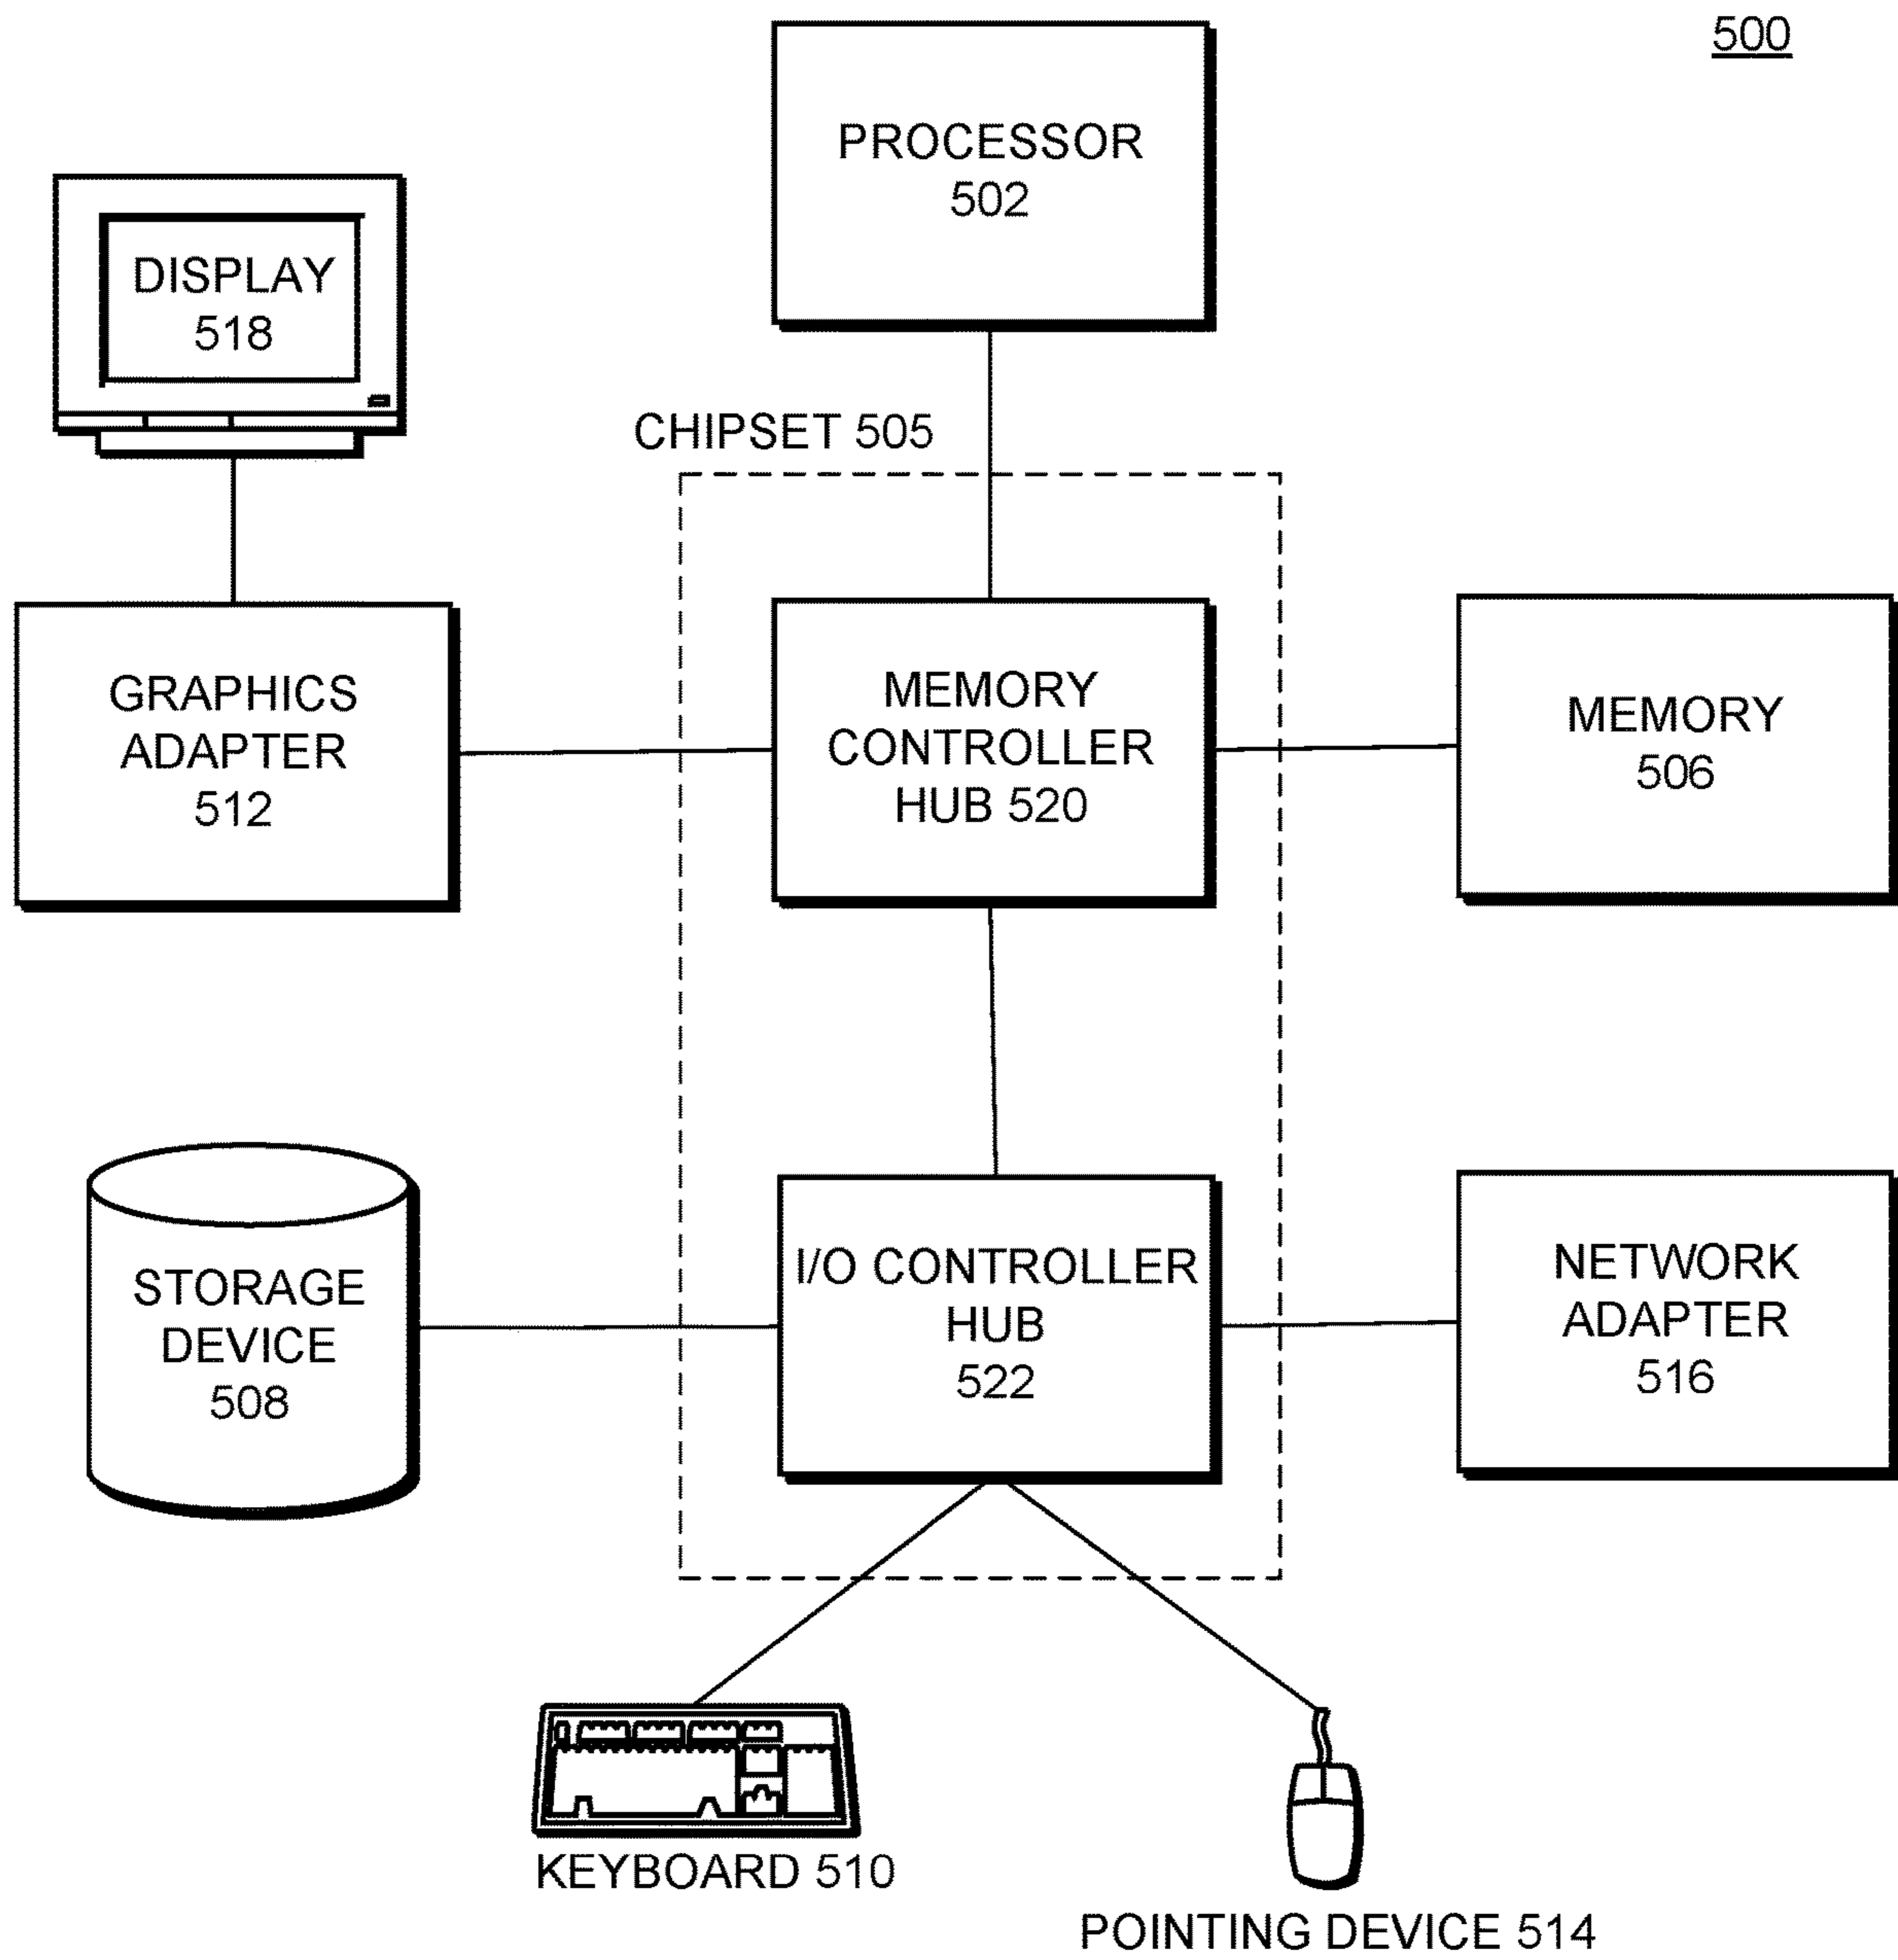 500
PROCESSOR
502
DISPLAY
518
CHIPSET 505
GRAPHICS
ADAPTER
512
MEMORY
CONTROLLER
HUB 520
MEMORY
506
STORAGE
DEVICE
508
I/O CONTROLLER
HUB
522
NETWORK
ADAPTER
516
KEYBOARD 510
POINTING DEVICE 514